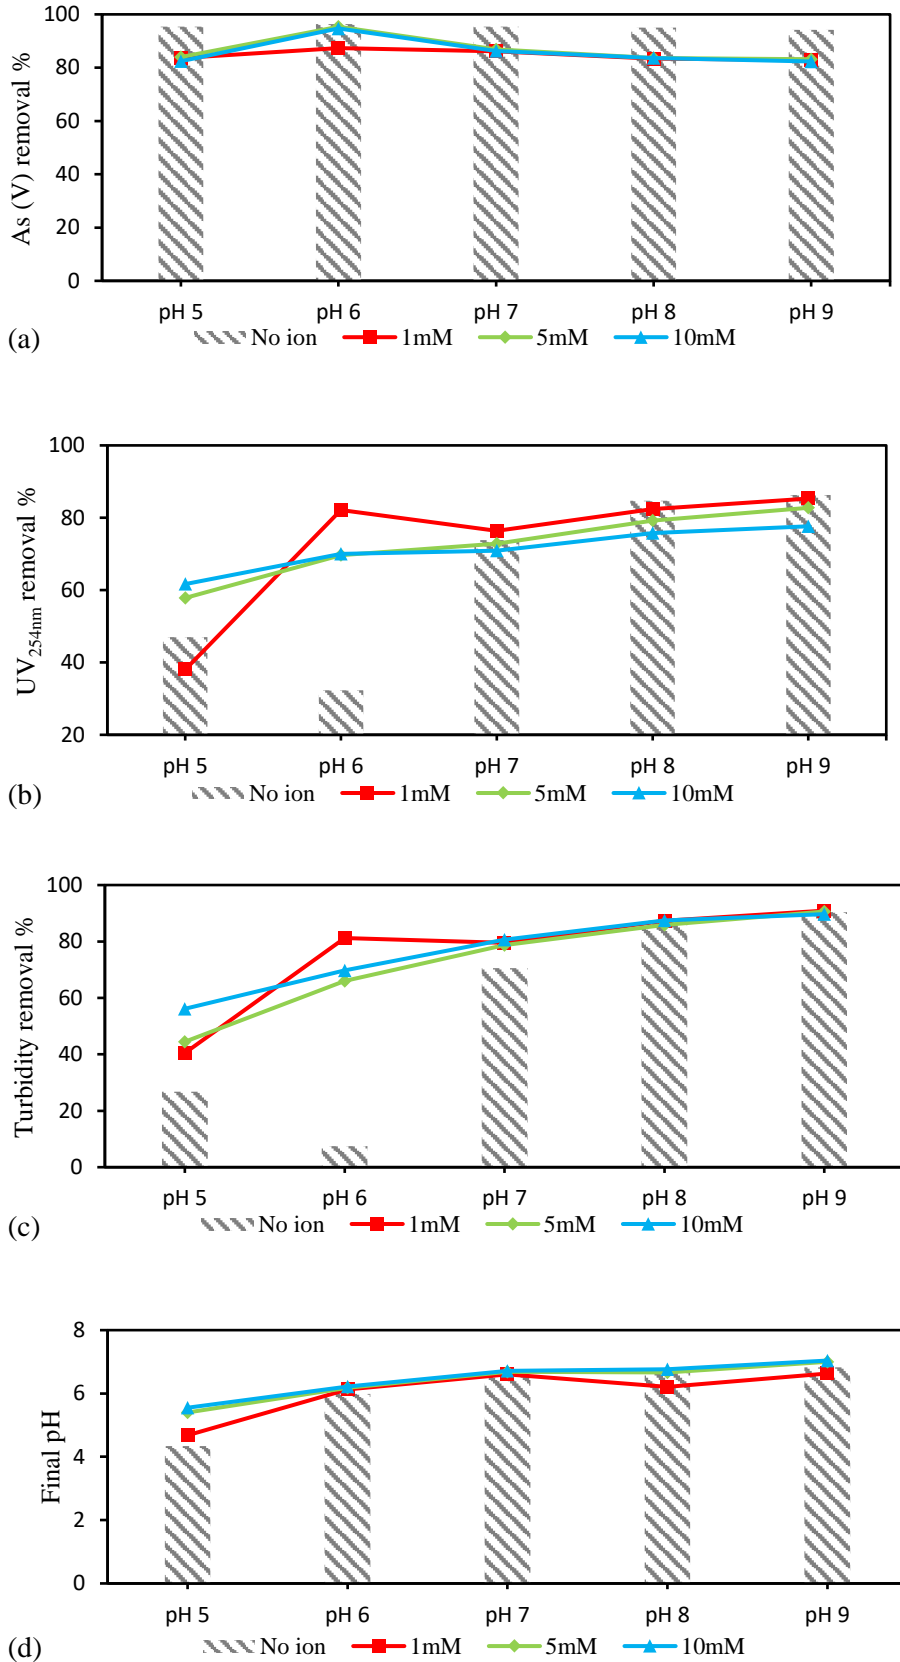 100
80
60
40
20
0
As (V) removal %
pH 5 pH 6 pH 7 pH 8 pH 9
(a)
No ion 1mM 5mM 10mM
100
80
60
40
20
UV254nm removal %
pH 5 pH 6 pH 7 pH 8 pH 9
(b)
No ion 1mM 5mM 10mM
100
80
60
40
20
0
Turbidity removal %
pH 5 pH 6 pH 7 pH 8 pH 9
(c)
No ion 1mM 5mM 10mM
8
6
4
2
0
Final pH
pH 5 pH 6 pH 7 pH 8 pH 9
(d)
No ion 1mM 5mM 10mM